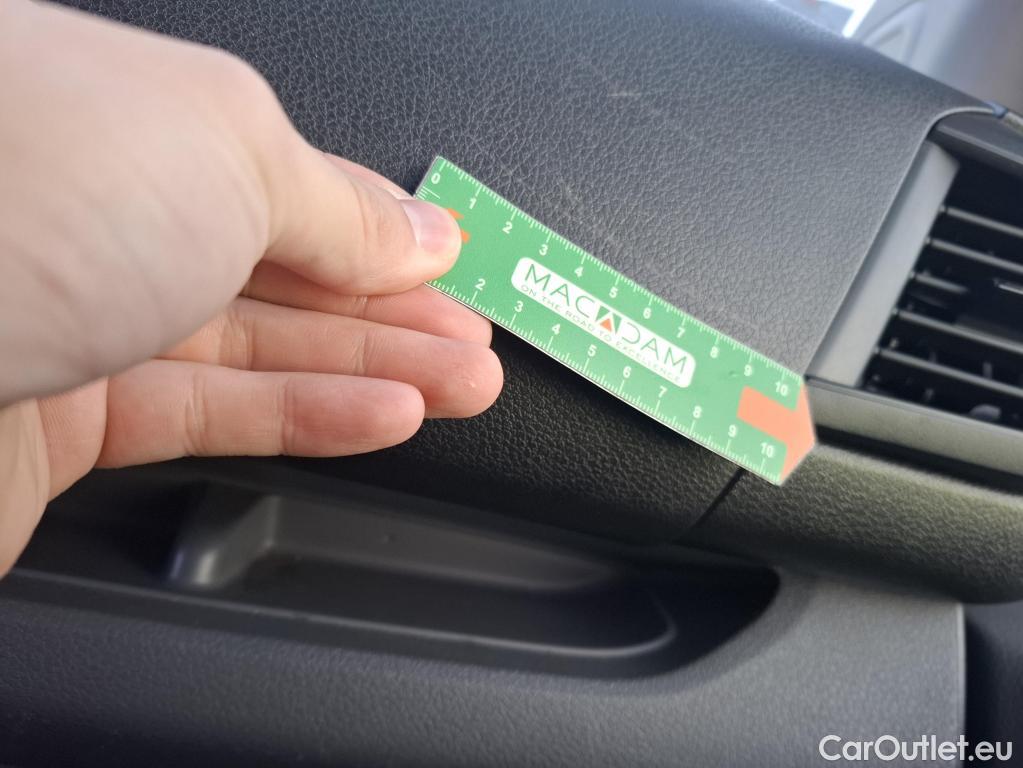 0 1 2 3 4 5 6 7 8 9 10
MACADAM
ON THE ROAD TO EXCELLENCE
2 3 4 5 6 7 8 9 10
CarOutlet.eu